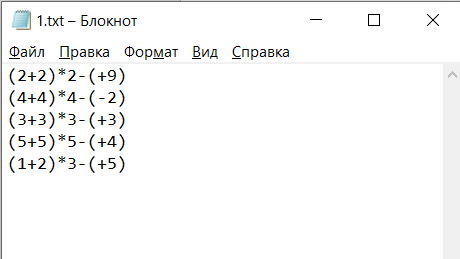 1.txt – Блокнот
Файл Правка Формат Вид Справка
(2+2)*2-(+9)
(4+4)*4-(-2)
(3+3)*3-(+3)
(5+5)*5-(+4)
(1+2)*3-(+5)